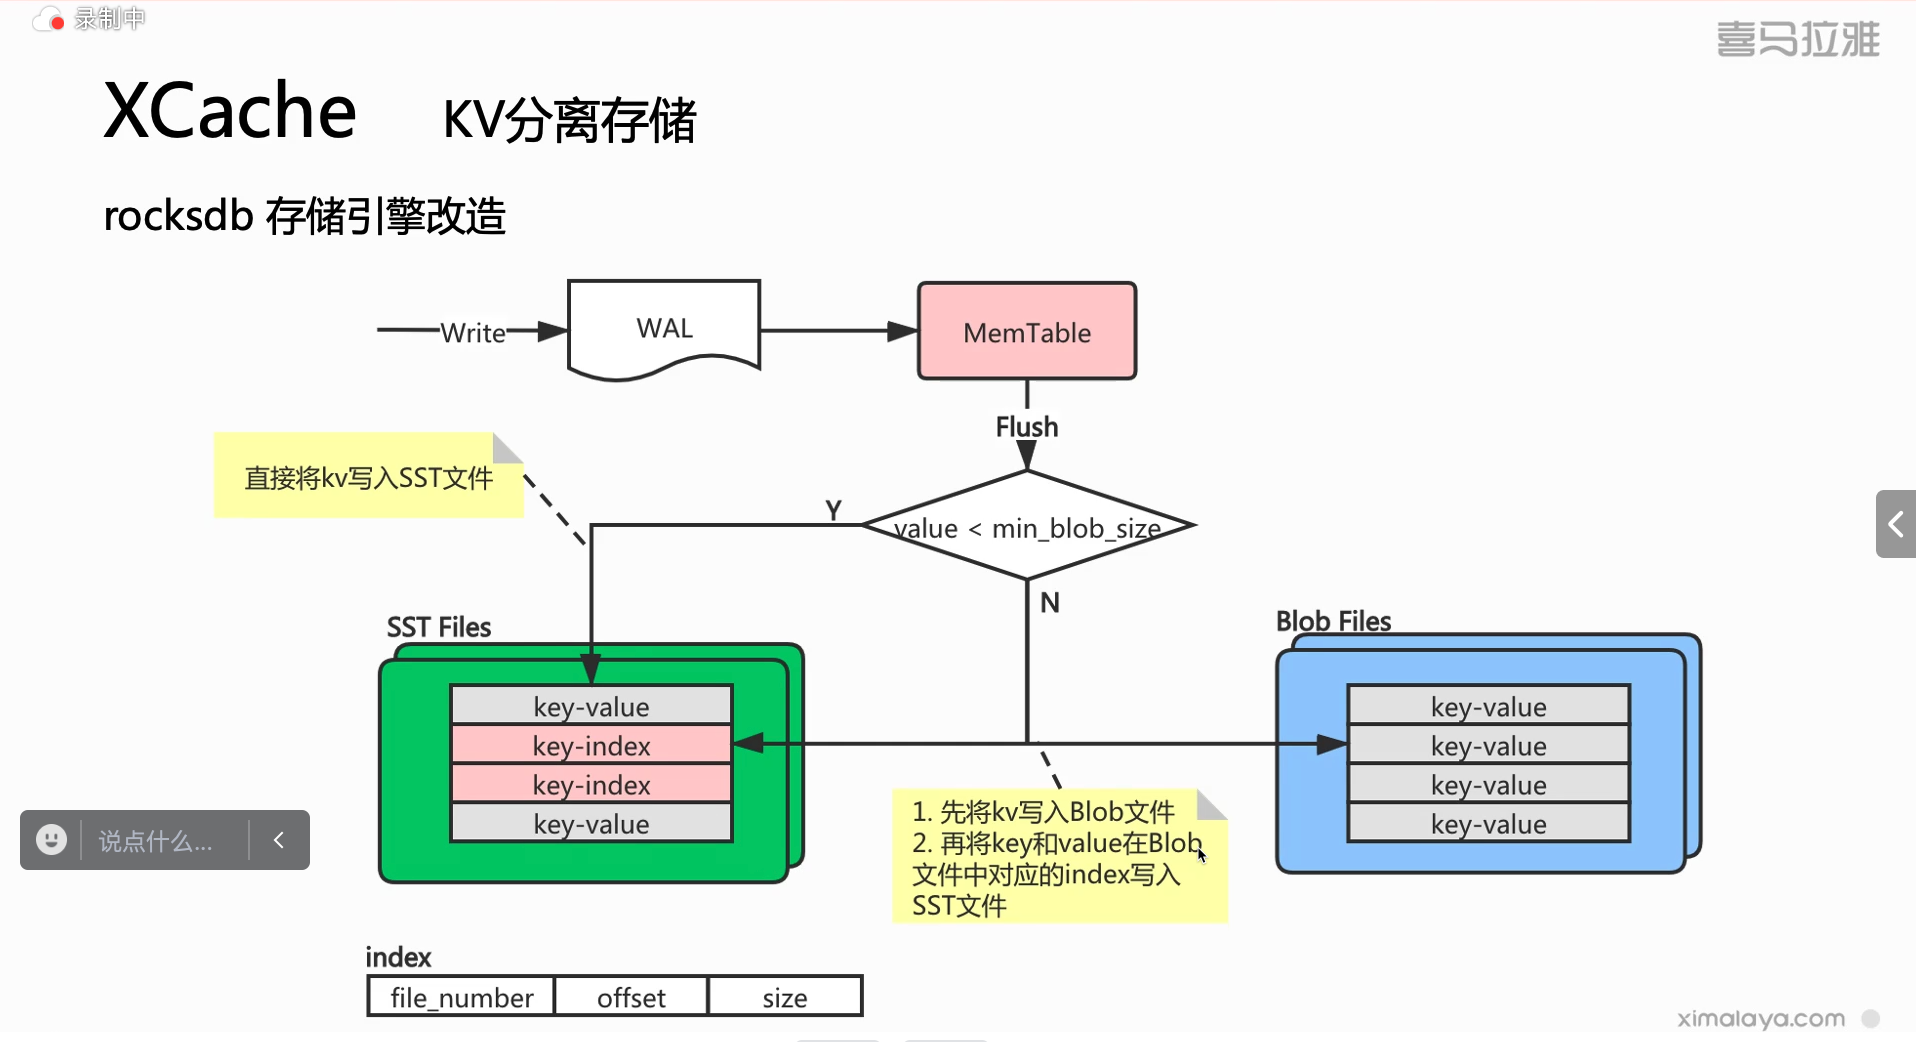 录制中
喜马拉雅
XCache KV分离存储
rocksdb 存储引擎改造
Write
WAL
MemTable
Flush
直接将kv写入SST文件
Y
value < min_blob_size
N
SST Files
key-value
key-index
key-index
key-value
Blob Files
key-value
key-value
key-value
key-value
1. 先将kv写入Blob文件
2. 再将key和value在Blob
文件中对应的index写入
SST文件
说点什么...
index
file_number offset size
ximalaya.com